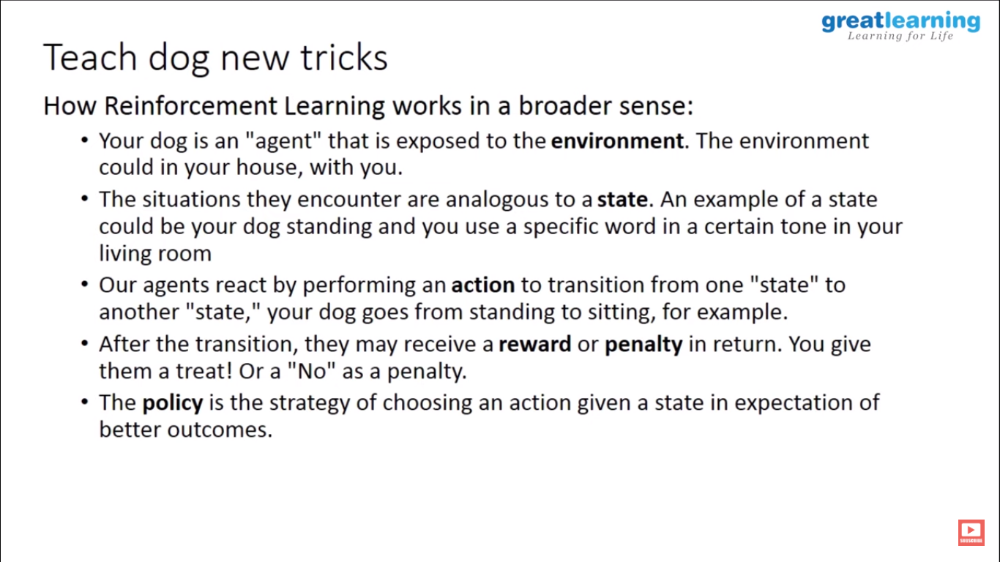 greatlearning
Learning for Life
Teach dog new tricks
How Reinforcement Learning works in a broader sense:
• Your dog is an "agent" that is exposed to the environment. The environment
could in your house, with you.
• The situations they encounter are analogous to a state. An example of a state
could be your dog standing and you use a specific word in a certain tone in your
living room
• Our agents react by performing an action to transition from one "state" to
another "state," your dog goes from standing to sitting, for example.
• After the transition, they may receive a reward or penalty in return. You give
them a treat! Or a "No" as a penalty.
• The policy is the strategy of choosing an action given a state in expectation of
better outcomes.
SUBSCRIBE